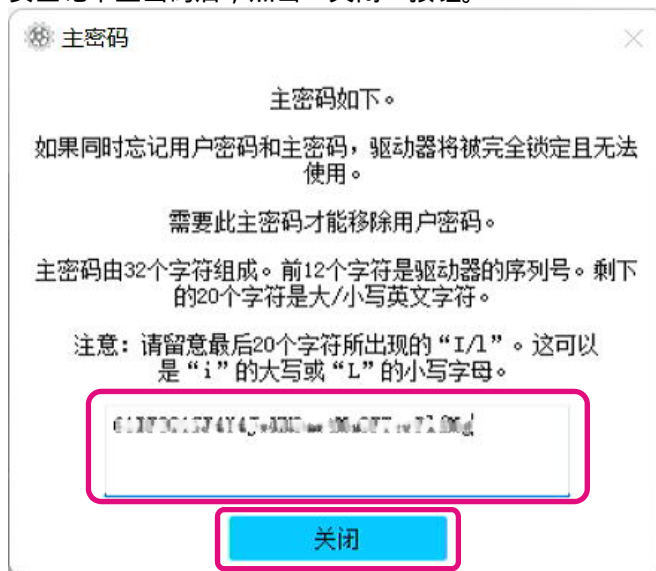 主密码
主密码如下。
如果同时忘记用户密码和主密码，驱动器将被完全锁定且无法
使用。
需要此主密码才能移除用户密码。
主密码由32个字符组成。前12个字符是驱动器的序列号。剩下
的20个字符是大/小写英文字符。
注意：请留意最后20个字符所出现的“I/l”。这可以
是“i”的大写或“L”的小写字母。
关闭